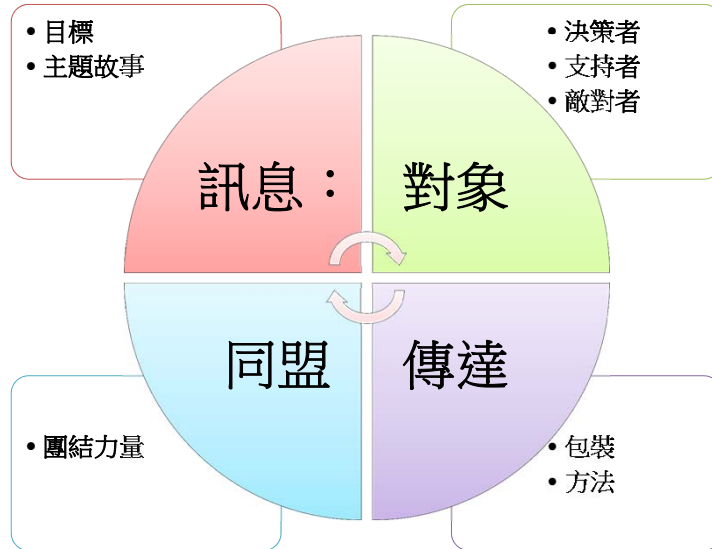 • 目標
• 主題故事
• 決策者
• 支持者
• 敵對者
訊息：
對象
同盟
傳達
• 團結力量
• 包裝
• 方法